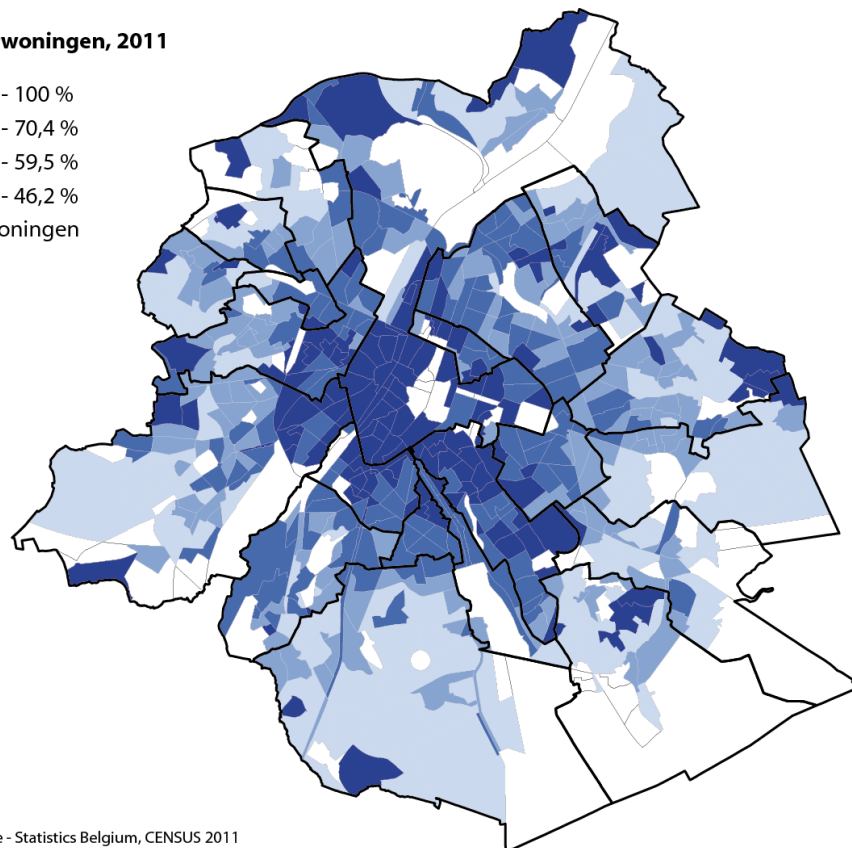 woningen, 2011
- 100 %
- 70,4 %
- 59,5 %
- 46,2 %
oningen
e - Statistics Belgium, CENSUS 2011